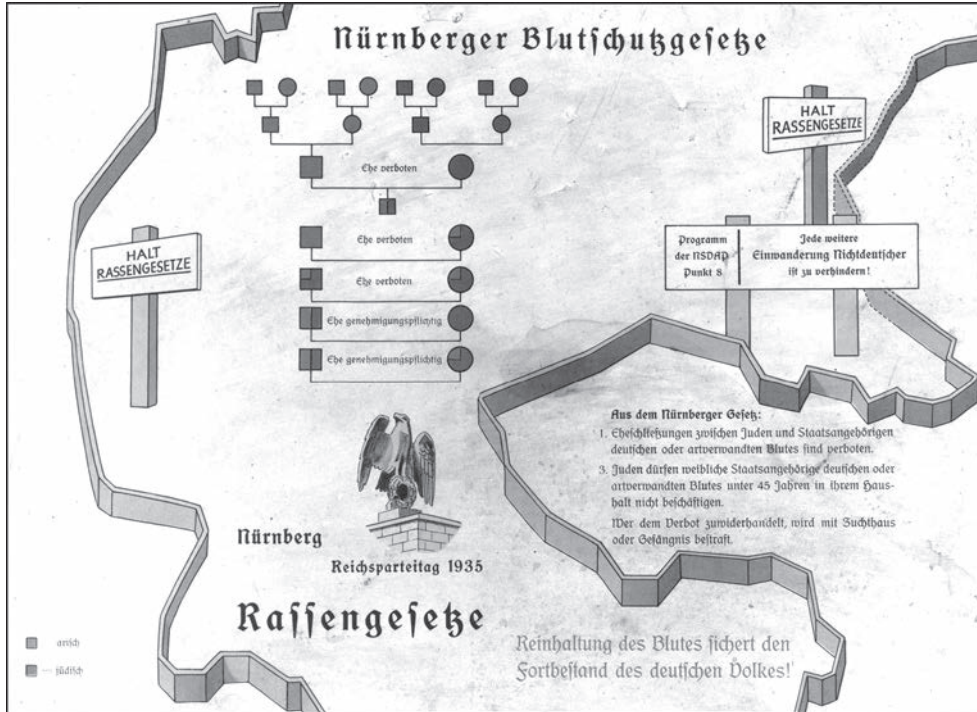 Nürnberger Blutschutzgesetze
Ehe verboten
Ehe verboten
Ehe verboten
Ehe genehmigungspflichtig
Ehe genehmigungspflichtig
HALT
RASSENGESETZE
HALT
RASSENGESETZE
Programm
der NSDAP
Punkt 8
Jede weitere
Einwanderung Nichtdeutscher
ist zu verhindern!
Aus dem Nürnberger Gesetz:
1. Eheschließungen zwischen Juden und Staatsangehörigen
deutschen oder artverwandten Blutes sind verboten.
3. Juden dürfen weibliche Staatsangehörige deutschen oder
artverwandten Blutes unter 45 Jahren in ihrem Haus-
halt nicht beschäftigen.
Wer dem Verbot zuwiderhandelt, wird mit Zuchthaus
oder Gefängnis bestraft.
Nürnberg
Reichsparteitag 1935
Rassengesetze
Reinhaltung des Blutes sichert den
Fortbestand des deutschen Volkes!
arisch
— jüdisch